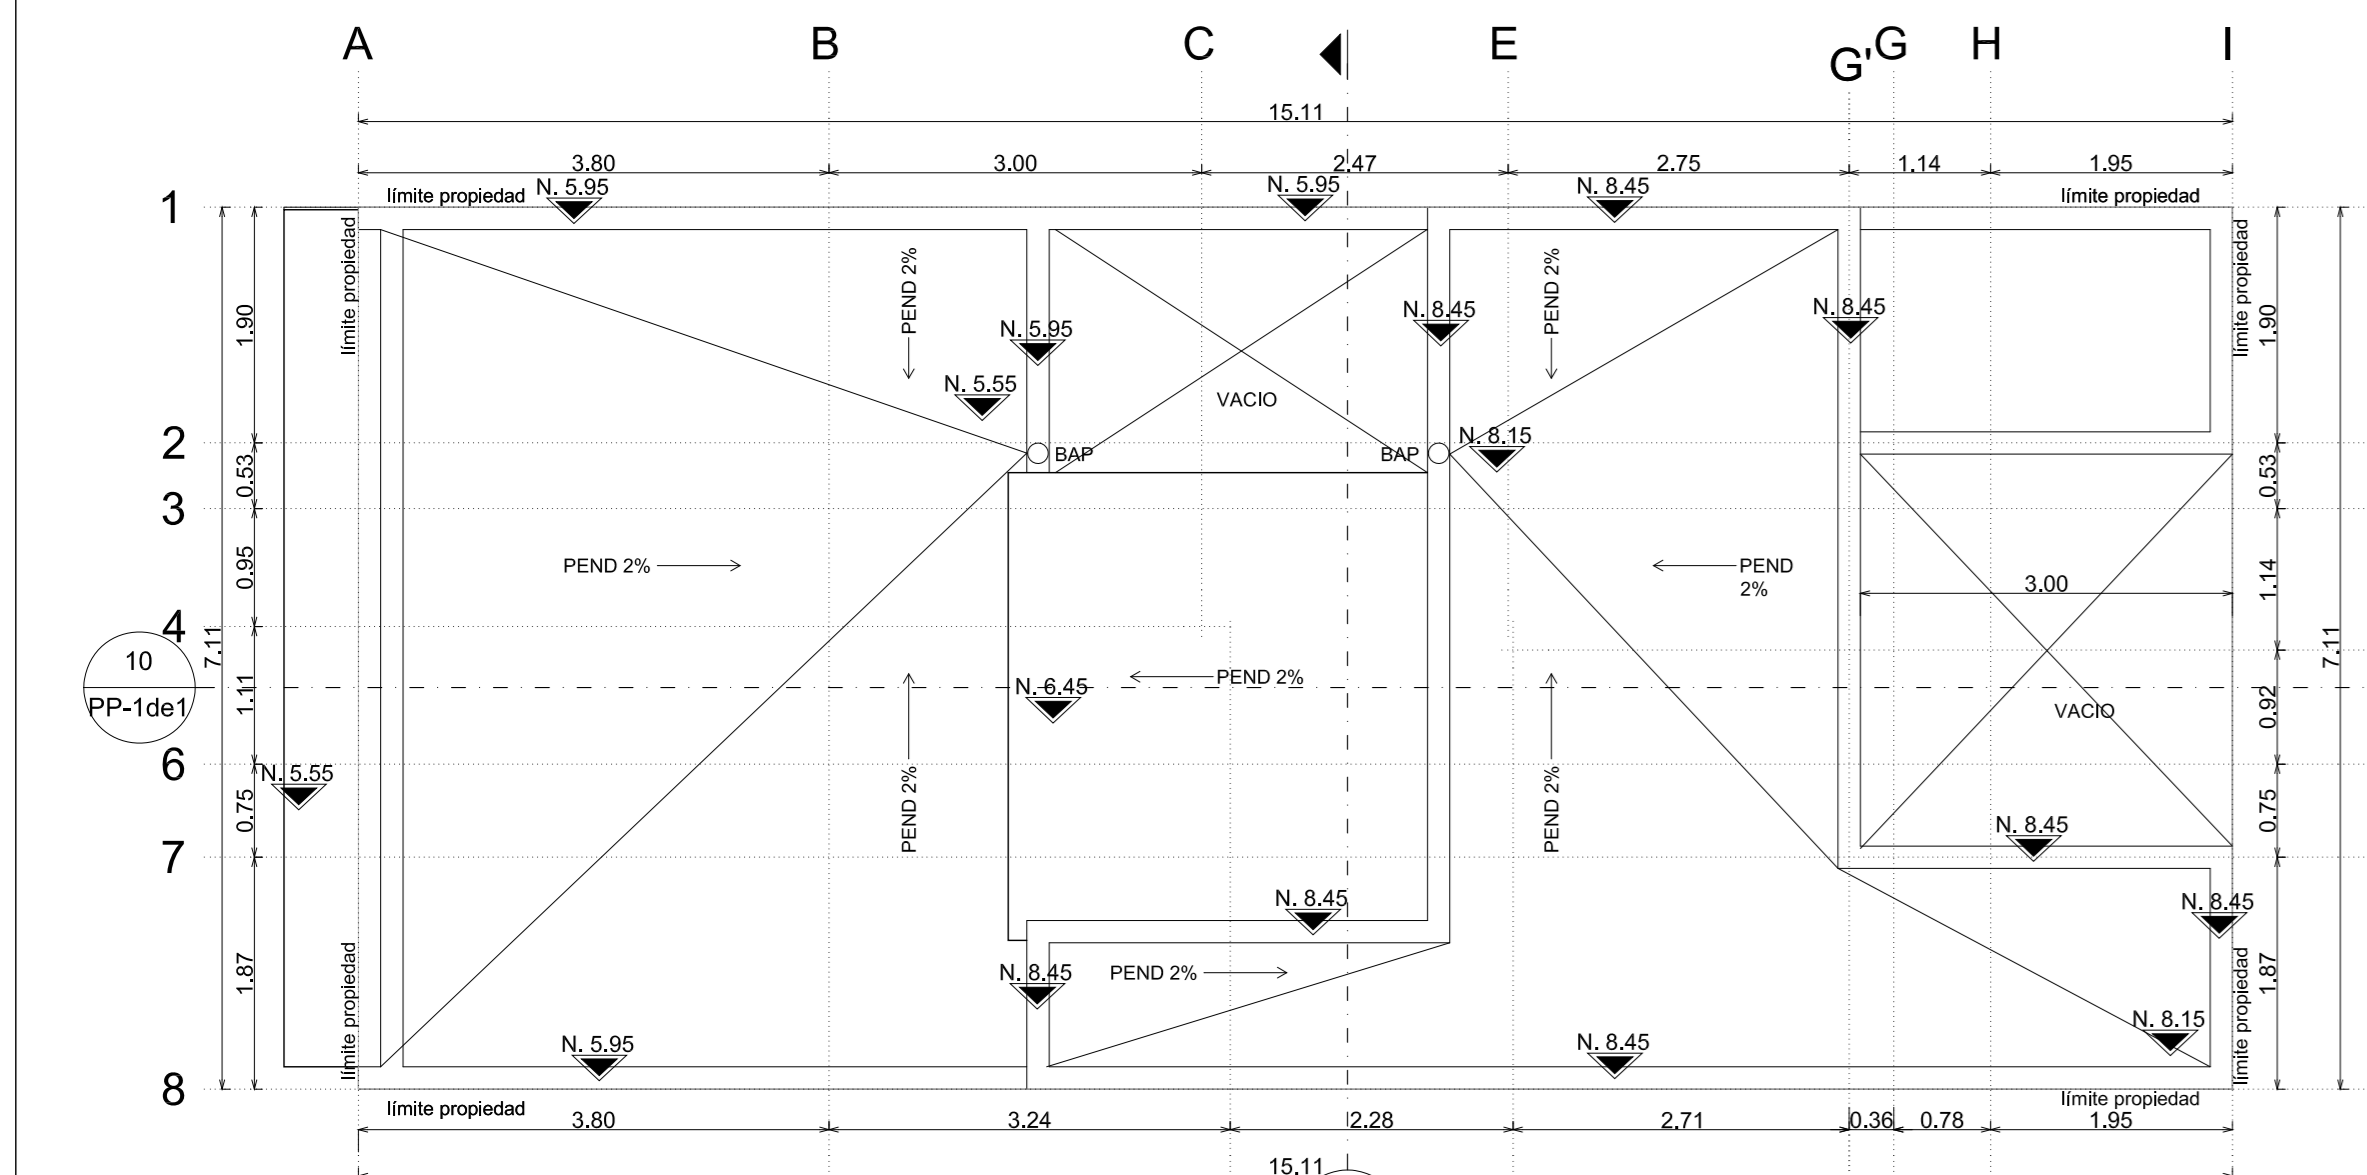 A
B
C
E
G'
G
H
I
15.11
3.80
3.00
2.47
2.75
1.14
1.95
1
límite propiedad
N. 5.95
N. 5.95
N. 8.45
límite propiedad
límite propiedad
límite propiedad
1.90
PEND 2%
PEND 2%
1.90
N. 5.95
N. 8.45
N. 8.45
N. 5.55
VACIO
2
BAP
BAP
N. 8.15
0.53
0.53
3
0.95
PEND 2%
PEND
2%
1.14
3.00
4
7.11
7.11
10
PP-1de1
1.11
N. 6.45
PEND 2%
0.92
VACIO
6
N. 5.55
0.75
PEND 2%
PEND 2%
0.75
N. 8.45
7
N. 8.45
N. 8.45
1.87
límite propiedad
N. 8.45
PEND 2%
N. 8.15
límite propiedad
1.87
N. 5.95
N. 8.45
8
límite propiedad
límite propiedad
3.80
3.24
2.28
2.71
0.36
0.78
1.95
15.11